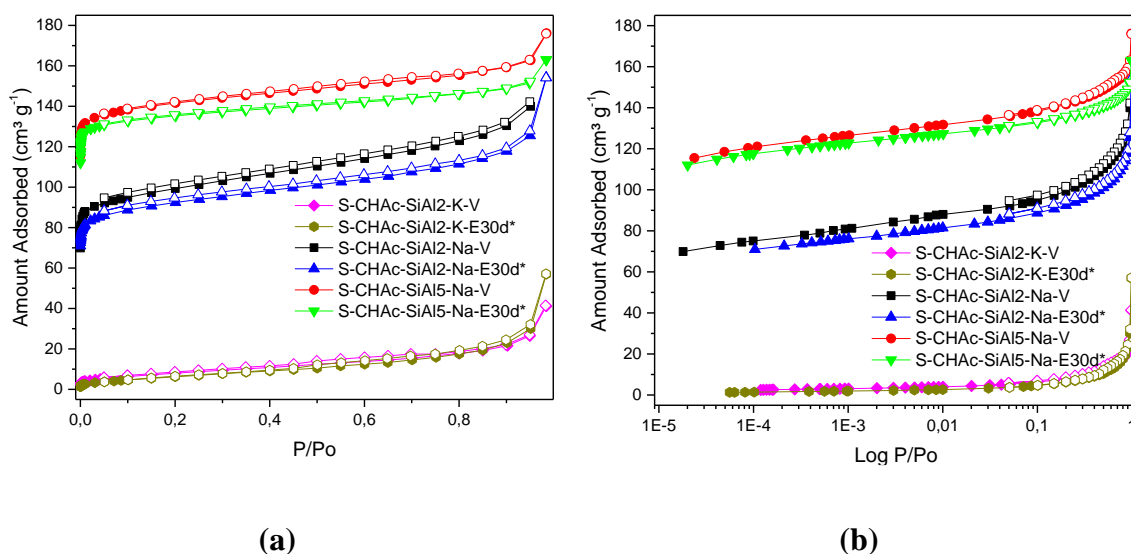 180
160
140
120
100
80
60
40
20
0
Amount Adsorbed (cm³ g⁻¹)
S-CHAc-SiAl2-K-V
S-CHAc-SiAl2-K-E30d*
S-CHAc-SiAl2-Na-V
S-CHAc-SiAl2-Na-E30d*
S-CHAc-SiAl5-Na-V
S-CHAc-SiAl5-Na-E30d*
0,0 0,2 0,4 0,6 0,8
P/Po
(a)
180
160
140
120
100
80
60
40
20
0
Amount Adsorbed (cm³ g⁻¹)
S-CHAc-SiAl2-K-V
S-CHAc-SiAl2-K-E30d*
S-CHAc-SiAl2-Na-V
S-CHAc-SiAl2-Na-E30d*
S-CHAc-SiAl5-Na-V
S-CHAc-SiAl5-Na-E30d*
1E-5 1E-4 1E-3 0,01 0,1 1
Log P/Po
(b)